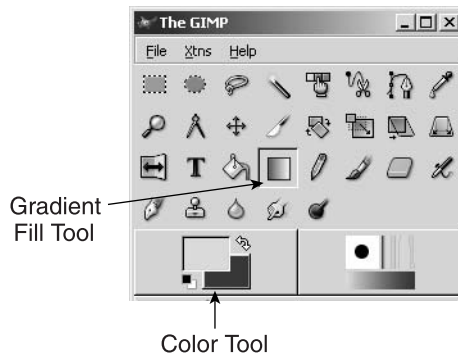 The GIMP
File Xtns Help
T
Gradient
Fill Tool
Color Tool